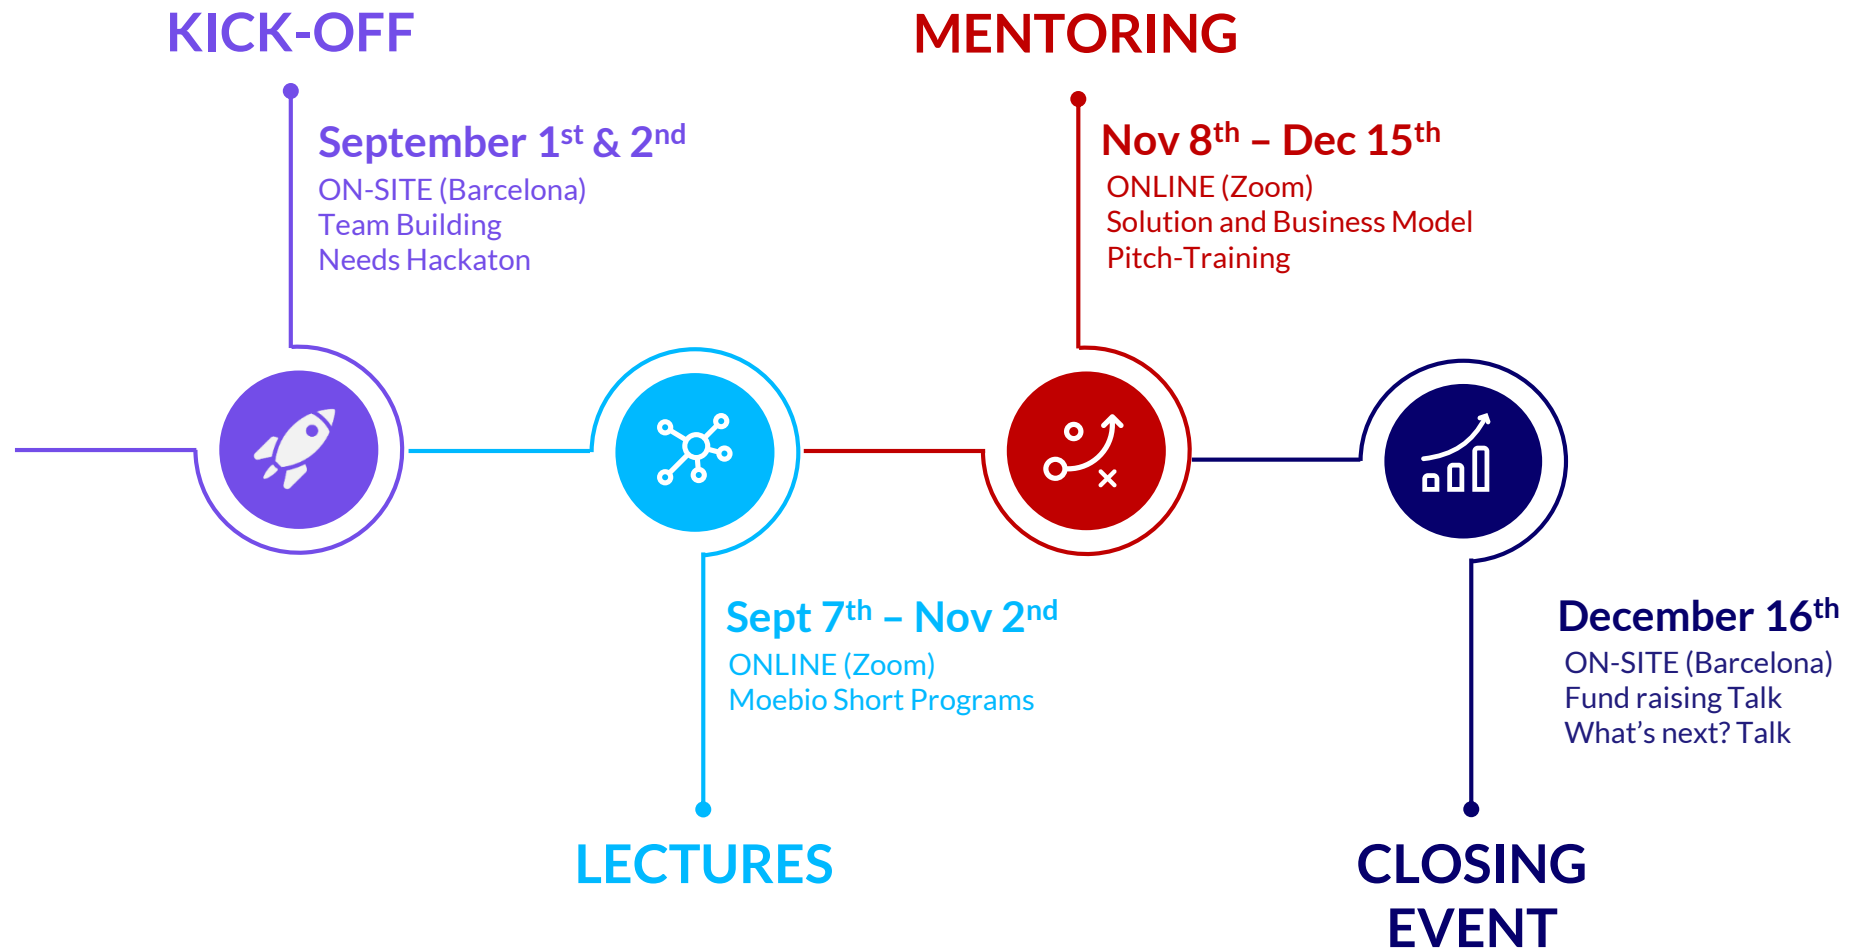 KICK-OFF
September 1st & 2nd
ON-SITE (Barcelona)
Team Building
Needs Hackaton
LECTURES
Sept 7th – Nov 2nd
ONLINE (Zoom)
Moebio Short Programs
MENTORING
Nov 8th – Dec 15th
ONLINE (Zoom)
Solution and Business Model
Pitch-Training
CLOSING
EVENT
December 16th
ON-SITE (Barcelona)
Fund raising Talk
What's next? Talk